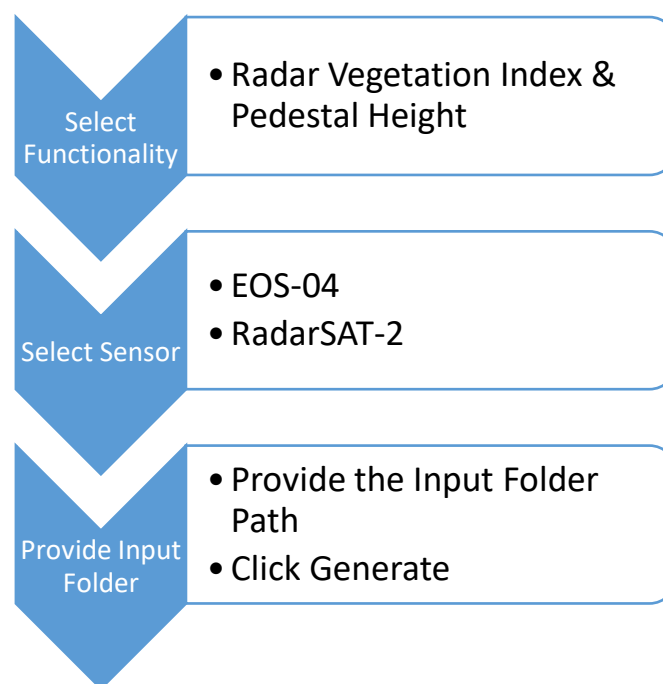 Select
Functionality
• Radar Vegetation Index &
Pedestal Height
Select Sensor
• EOS-04
• RadarSAT-2
Provide Input
Folder
• Provide the Input Folder
Path
• Click Generate